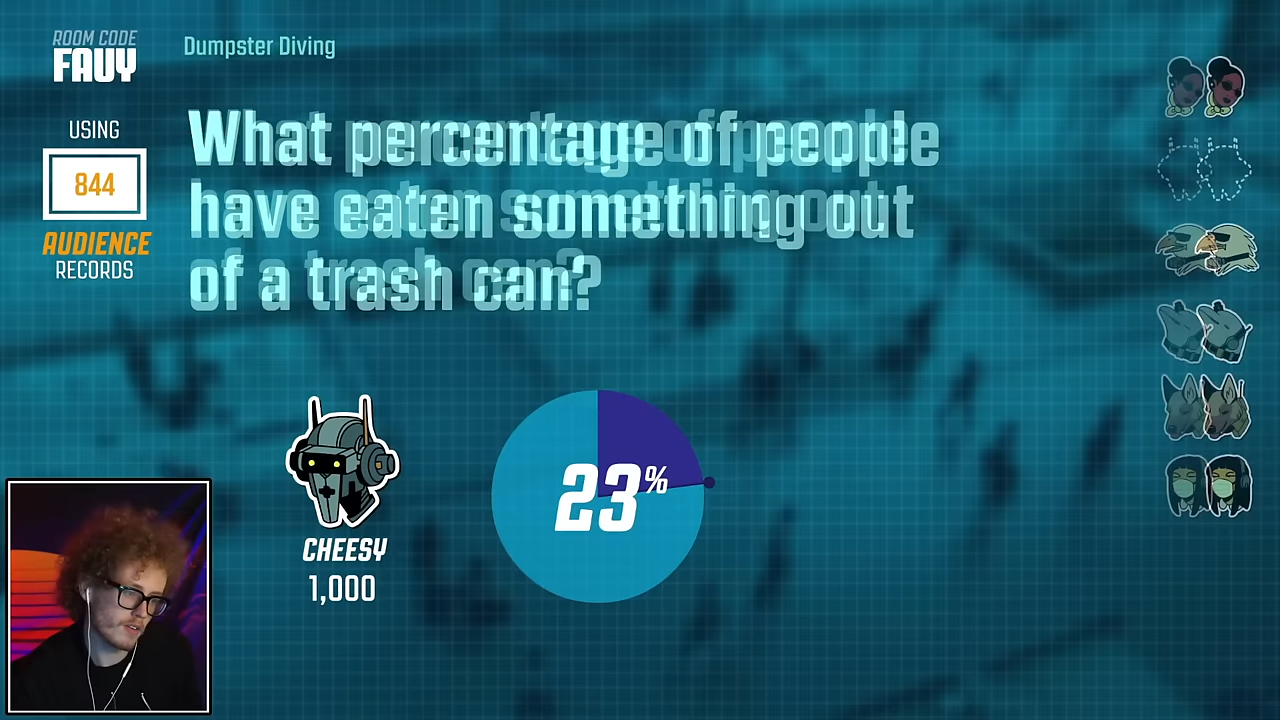 ROOM CODE
FAUY
Dumpster Diving
USING
844
AUDIENCE
RECORDS
What percentage of people
have eaten something out
of a trash can?
23%
CHEESY
1,000